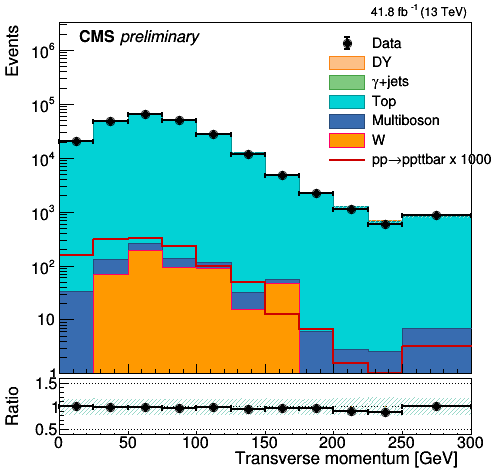 41.8 fb⁻¹ (13 TeV)
CMS preliminary
Events
10⁶
10⁵
10⁴
10³
10²
10
1
Data
DY
γ+jets
Top
Multiboson
W
pp→ppttbar x 1000
Ratio
1.5
1
0.5
0 50 100 150 200 250 300
Transverse momentum [GeV]